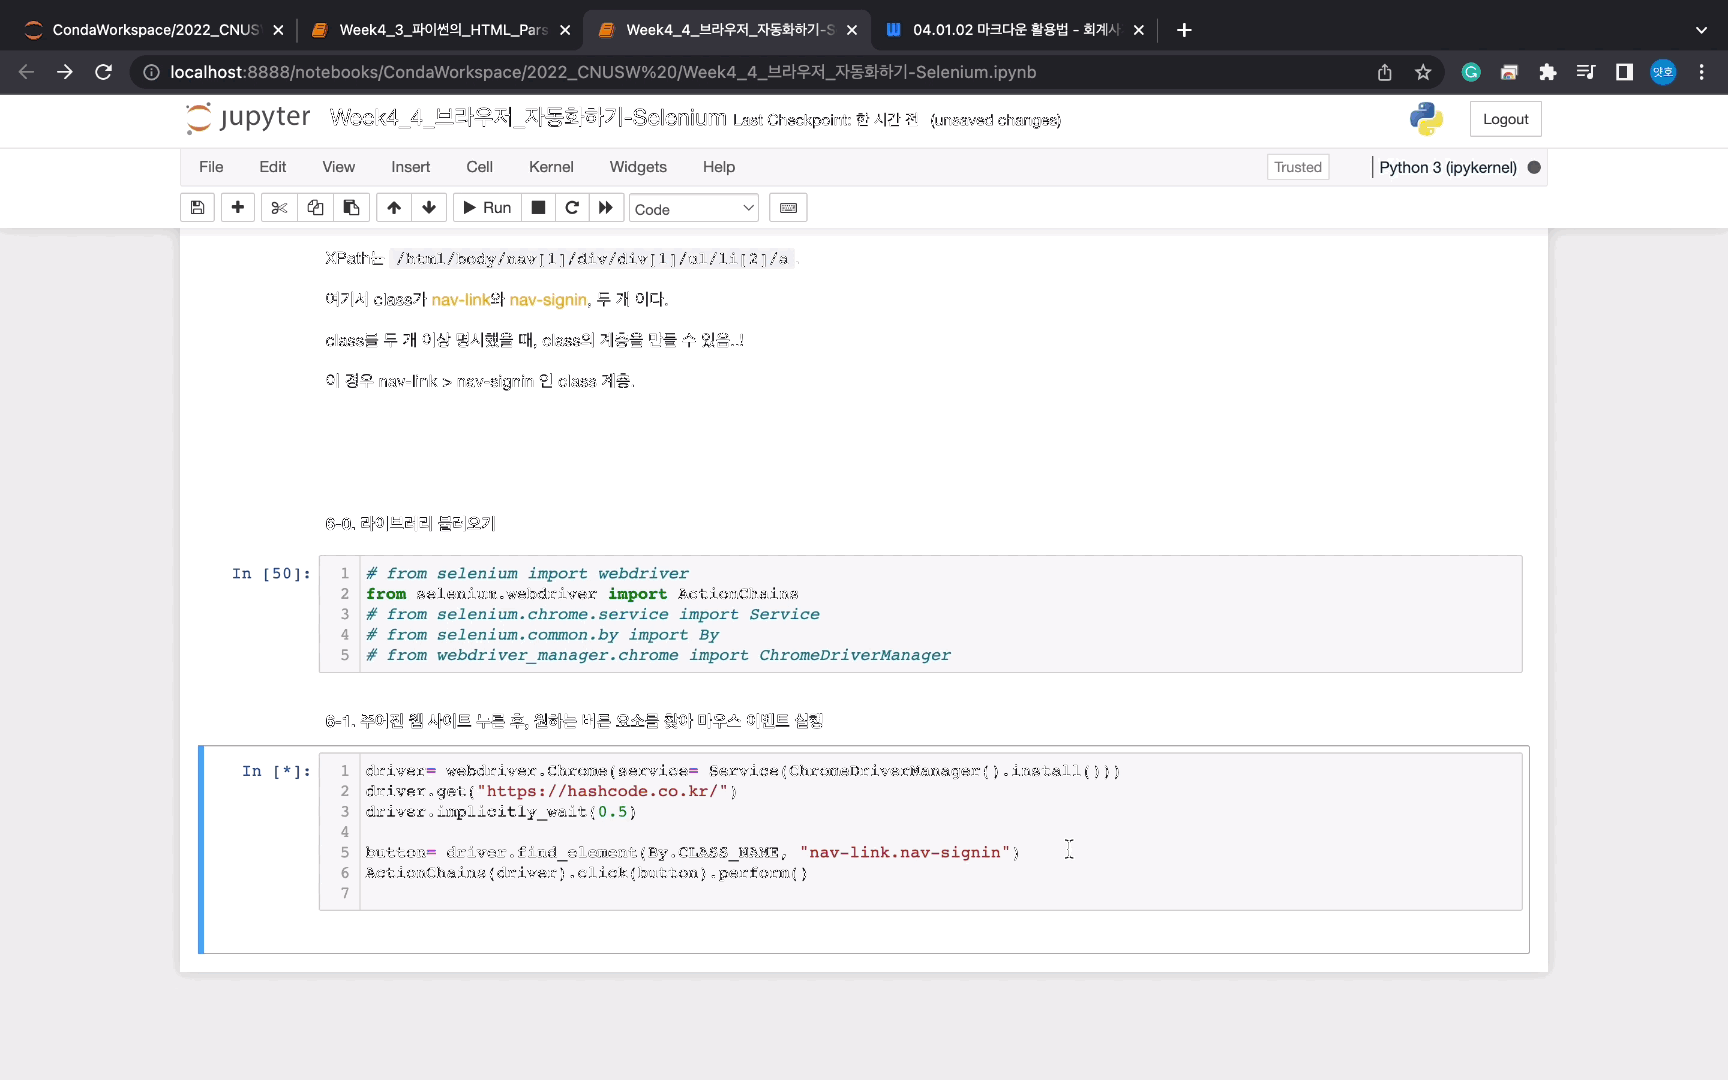 CondaWorkspace/2022_CNUS
Week4_3_파이썬의_HTML_Pars
Week4_4_브라우저_자동화하기-S
04.01.02 마크다운 활용법 - 회계사
localhost:8888/notebooks/CondaWorkspace/2022_CNUSW%20/Week4_4_브라우저_자동화하기-Selenium.ipynb
앗호
jupyter Week4_4_브라우저_자동화하기-Selenium Last Checkpoint: 한 시간 전 (unsaved changes)
Logout
File Edit View Insert Cell Kernel Widgets Help
Trusted
Python 3 (ipykernel)
Run
Code
XPath는 /html/body/nav[1]/div/div[1]/ul/li[2]/a .
여기서 class가 nav-link와 nav-signin, 두 개 이다.
class를 두 개 이상 명시했을 때, class의 계층을 만들 수 있음..!
이 경우 nav-link > nav-signin 인 class 계층.
6-0. 라이브러리 불러오기
In [50]:
1 # from selenium import webdriver
2 from selenium.webdriver import ActionChains
3 # from selenium.chrome.service import Service
4 # from selenium.common.by import By
5 # from webdriver_manager.chrome import ChromeDriverManager
6-1. 주어진 웹 사이트 누른 후, 원하는 버튼 요소를 찾아 마우스 이벤트 실행
In [*]:
1 driver= webdriver.Chrome(service= Service(ChromeDriverManager().install()))
2 driver.get("https://hashcode.co.kr/")
3 driver.implicitly_wait(0.5)
4
5 button= driver.find_element(By.CLASS_NAME, "nav-link.nav-signin")
6 ActionChains(driver).click(button).perform()
7